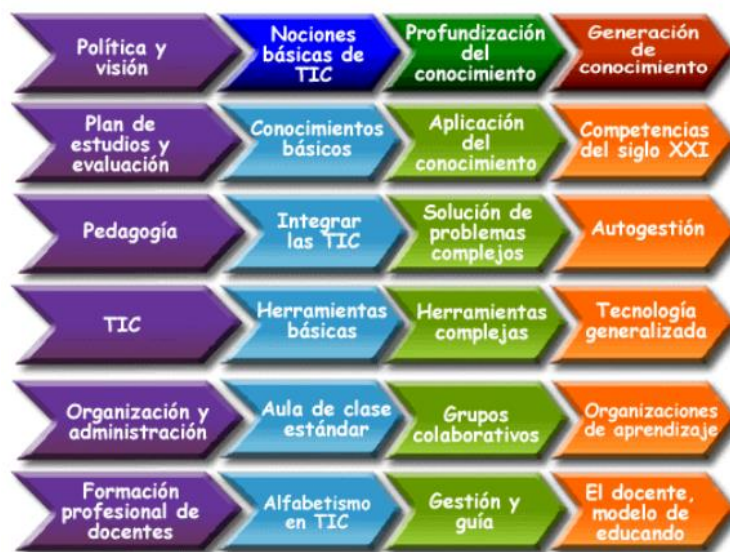 Política y
visión
Nociones
básicas de
TIC
Profundización
del
conocimiento
Generación
de
conocimiento
Plan de
estudios y
evaluación
Conocimientos
básicos
Aplicación
del
conocimiento
Competencias
del siglo XXI
Pedagogía
Integrar
las TIC
Solución de
problemas
complejos
Autogestión
TIC
Herramientas
básicas
Herramientas
complejas
Tecnología
generalizada
Organización y
administración
Aula de clase
estándar
Grupos
colaborativos
Organizaciones
de aprendizaje
Formación
profesional de
docentes
Alfabetismo
en TIC
Gestión y
guía
El docente,
modelo de
educando